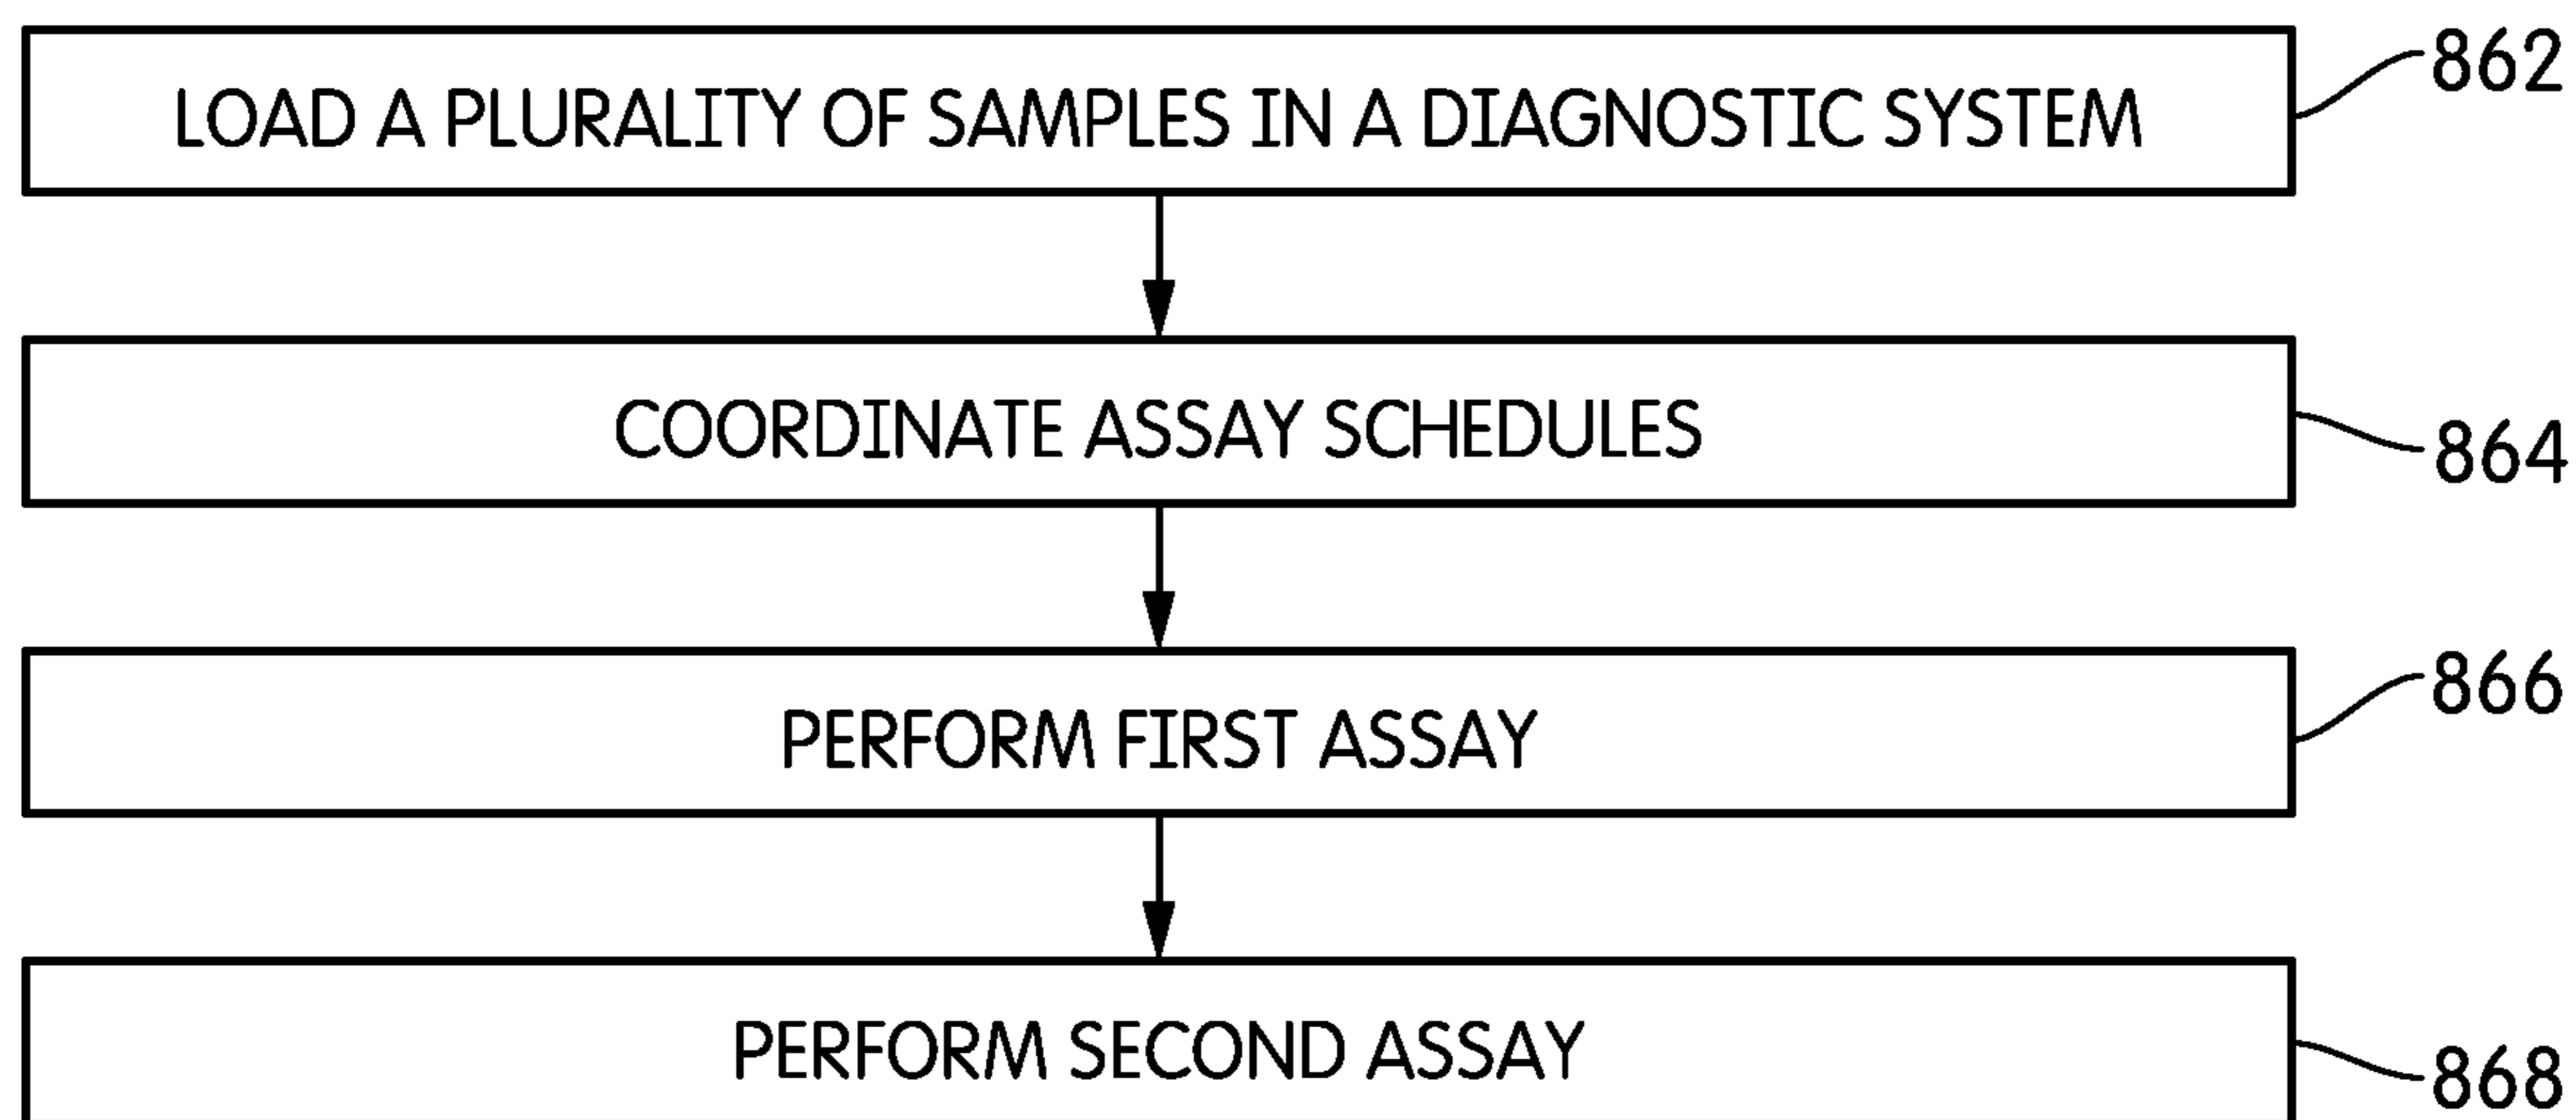 LOAD A PLURALITY OF SAMPLES IN A DIAGNOSTIC SYSTEM
862
COORDINATE ASSAY SCHEDULES
864
PERFORM FIRST ASSAY
866
PERFORM SECOND ASSAY
868